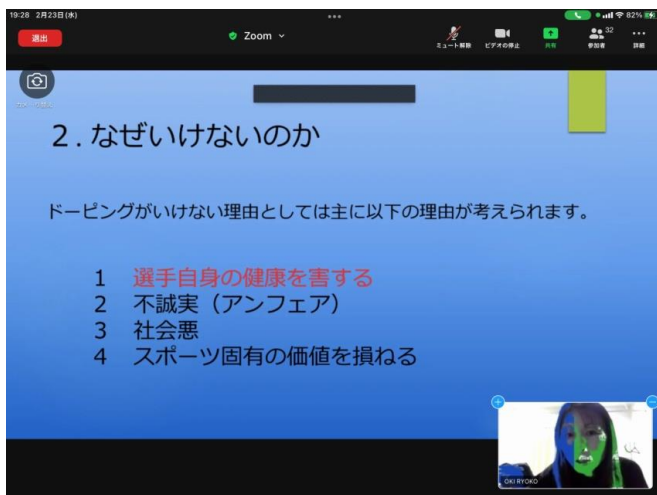 19:28 2月23日(水)
82%
退出
Zoom
ミュート解除
ビデオの停止
共有
32
参加者
詳細
2.なぜいけないのか
ドーピングがいけない理由としては主に以下の理由が考えられます。
1 選手自身の健康を害する
2 不誠実（アンフェア）
3 社会悪
4 スポーツ固有の価値を損ねる
OKI RYOKO